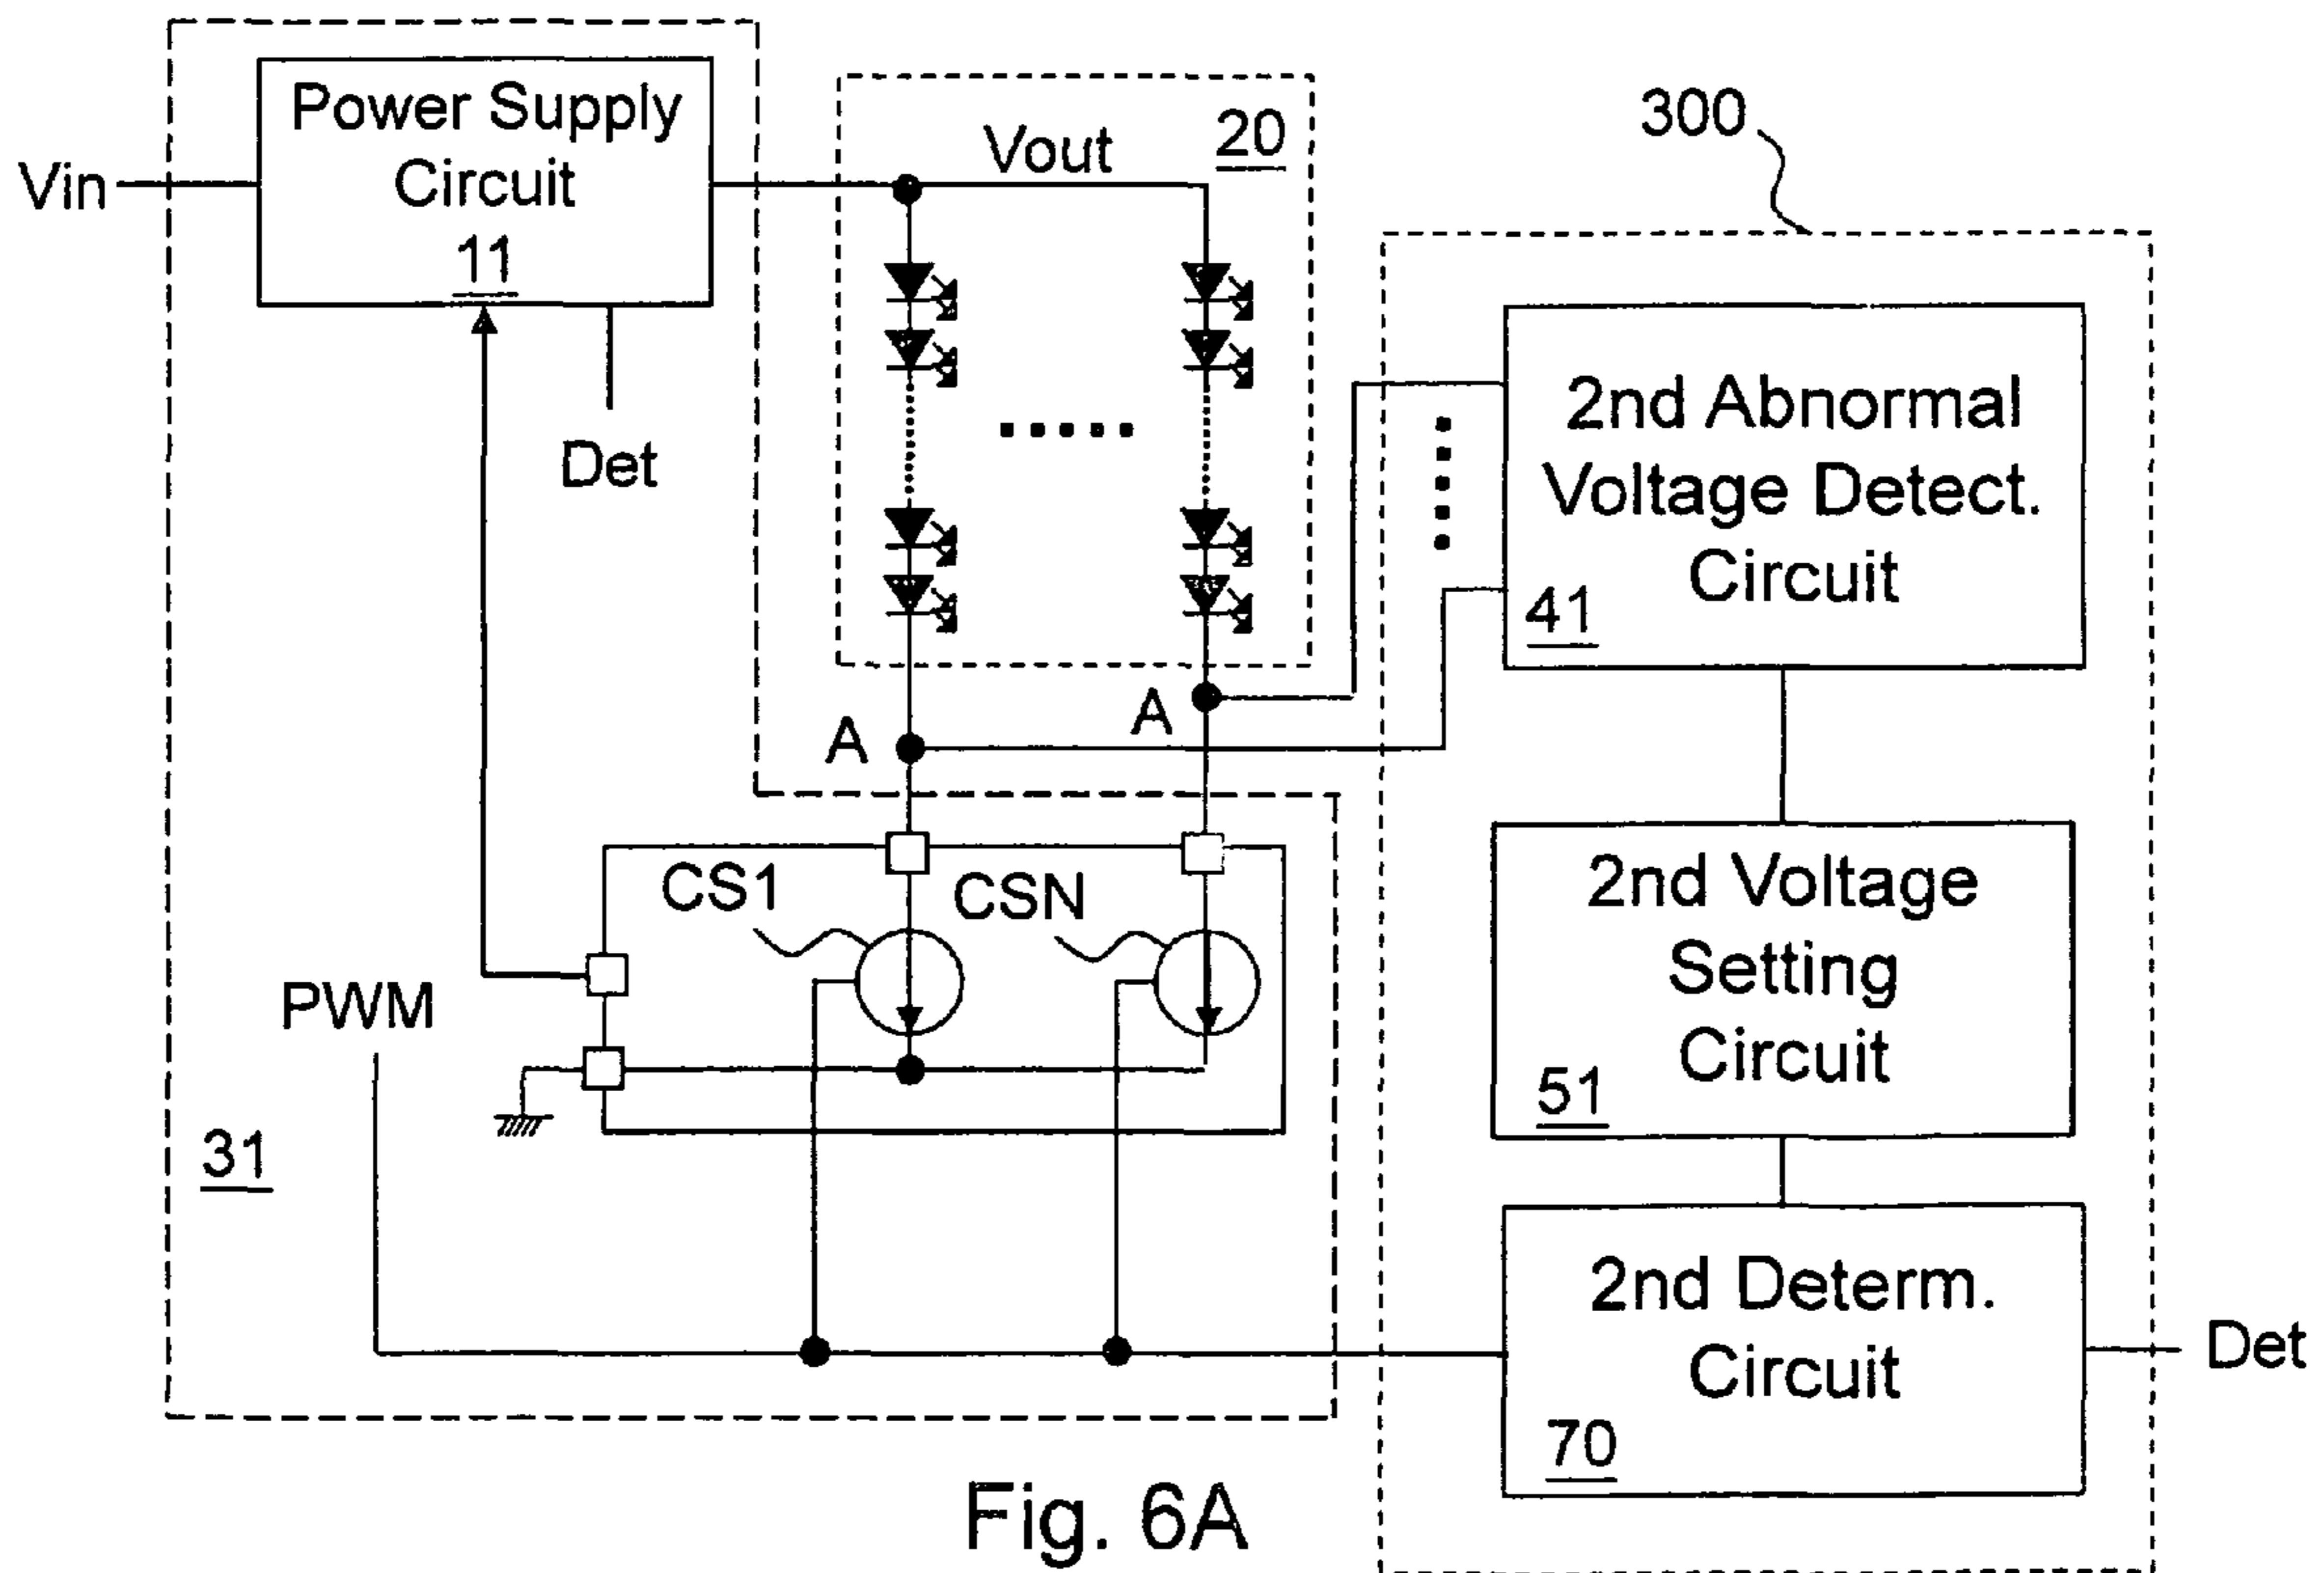 Power Supply
Circuit
11
Vin
Vout
20
300
Det
2nd Abnormal
Voltage Detect.
Circuit
41
A
A
CS1
CSN
2nd Voltage
Setting
Circuit
51
PWM
31
2nd Determ.
Circuit
70
Det
Fig. 6A